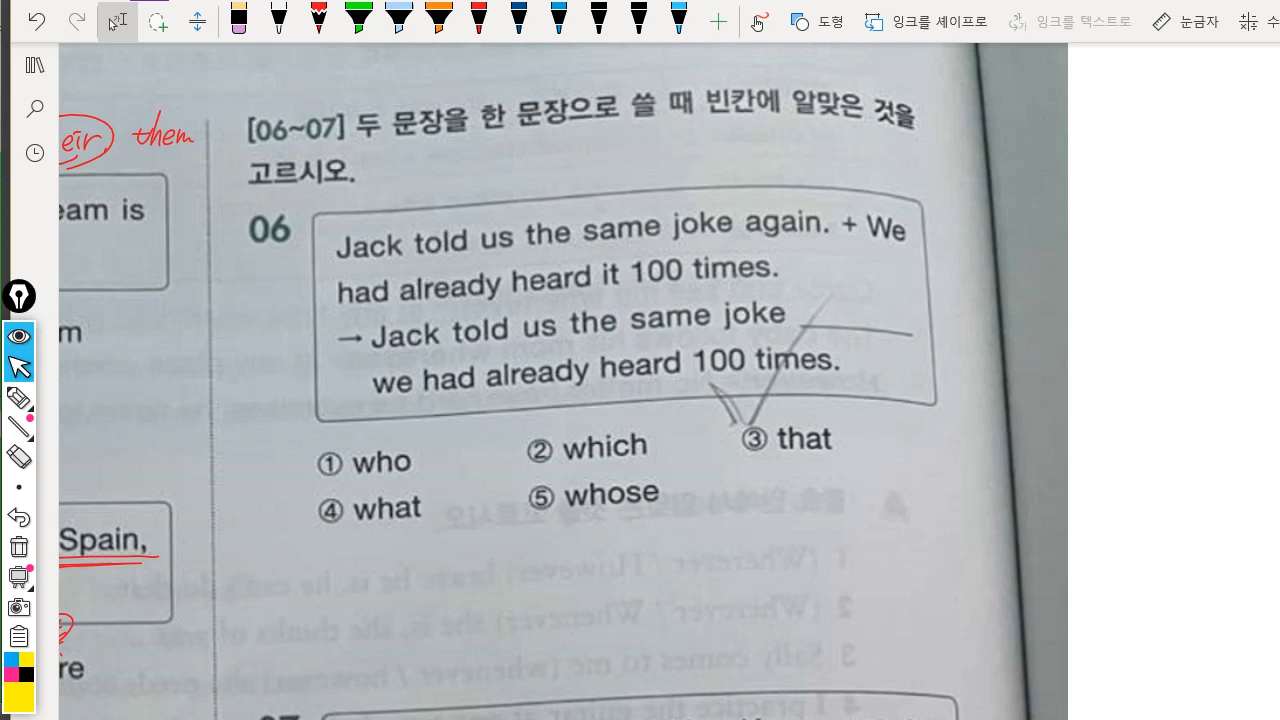 도형
잉크를 셰이프로
잉크를 텍스트로
눈금자
수
eir) them
eam is
m
Spain,
re
[06~07] 두 문장을 한 문장으로 쓸 때 빈칸에 알맞은 것을
고르시오.
06
Jack told us the same joke again. + We
had already heard it 100 times.
→ Jack told us the same joke ________
we had already heard 100 times.
① who ② which ③ that
④ what ⑤ whose